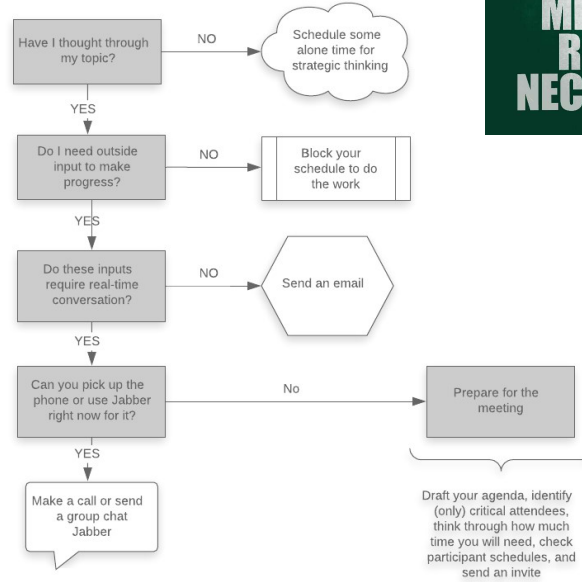 Have I thought through
my topic?
NO
Schedule some
alone time for
strategic thinking
YES
Do I need outside
input to make
progress?
NO
Block your
schedule to do
the work
YES
Do these inputs
require real-time
conversation?
NO
Send an email
YES
Can you pick up the
phone or use Jabber
right now for it?
No
Prepare for the
meeting
YES
Make a call or send
a group chat
Jabber
Draft your agenda, identify
(only) critical attendees,
think through how much
time you will need, check
participant schedules, and
send an invite